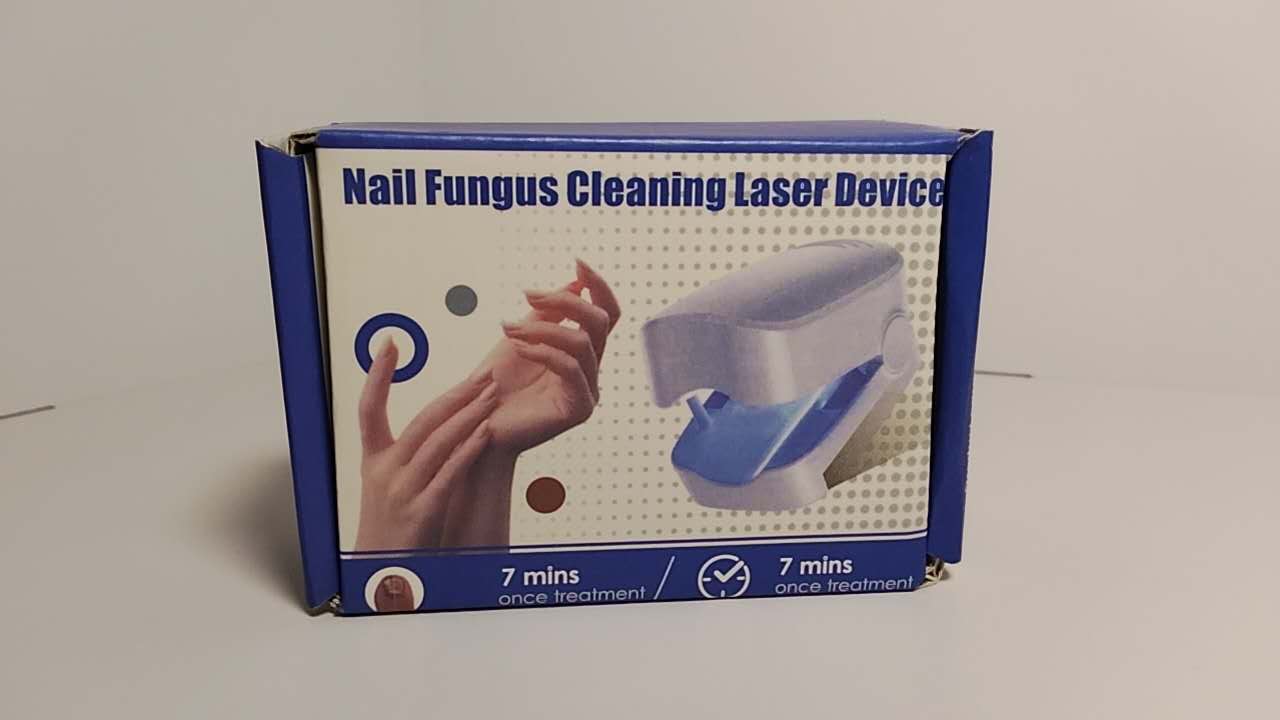 Nail Fungus Cleaning Laser Device
7 mins
once treatment
7 mins
once treatment